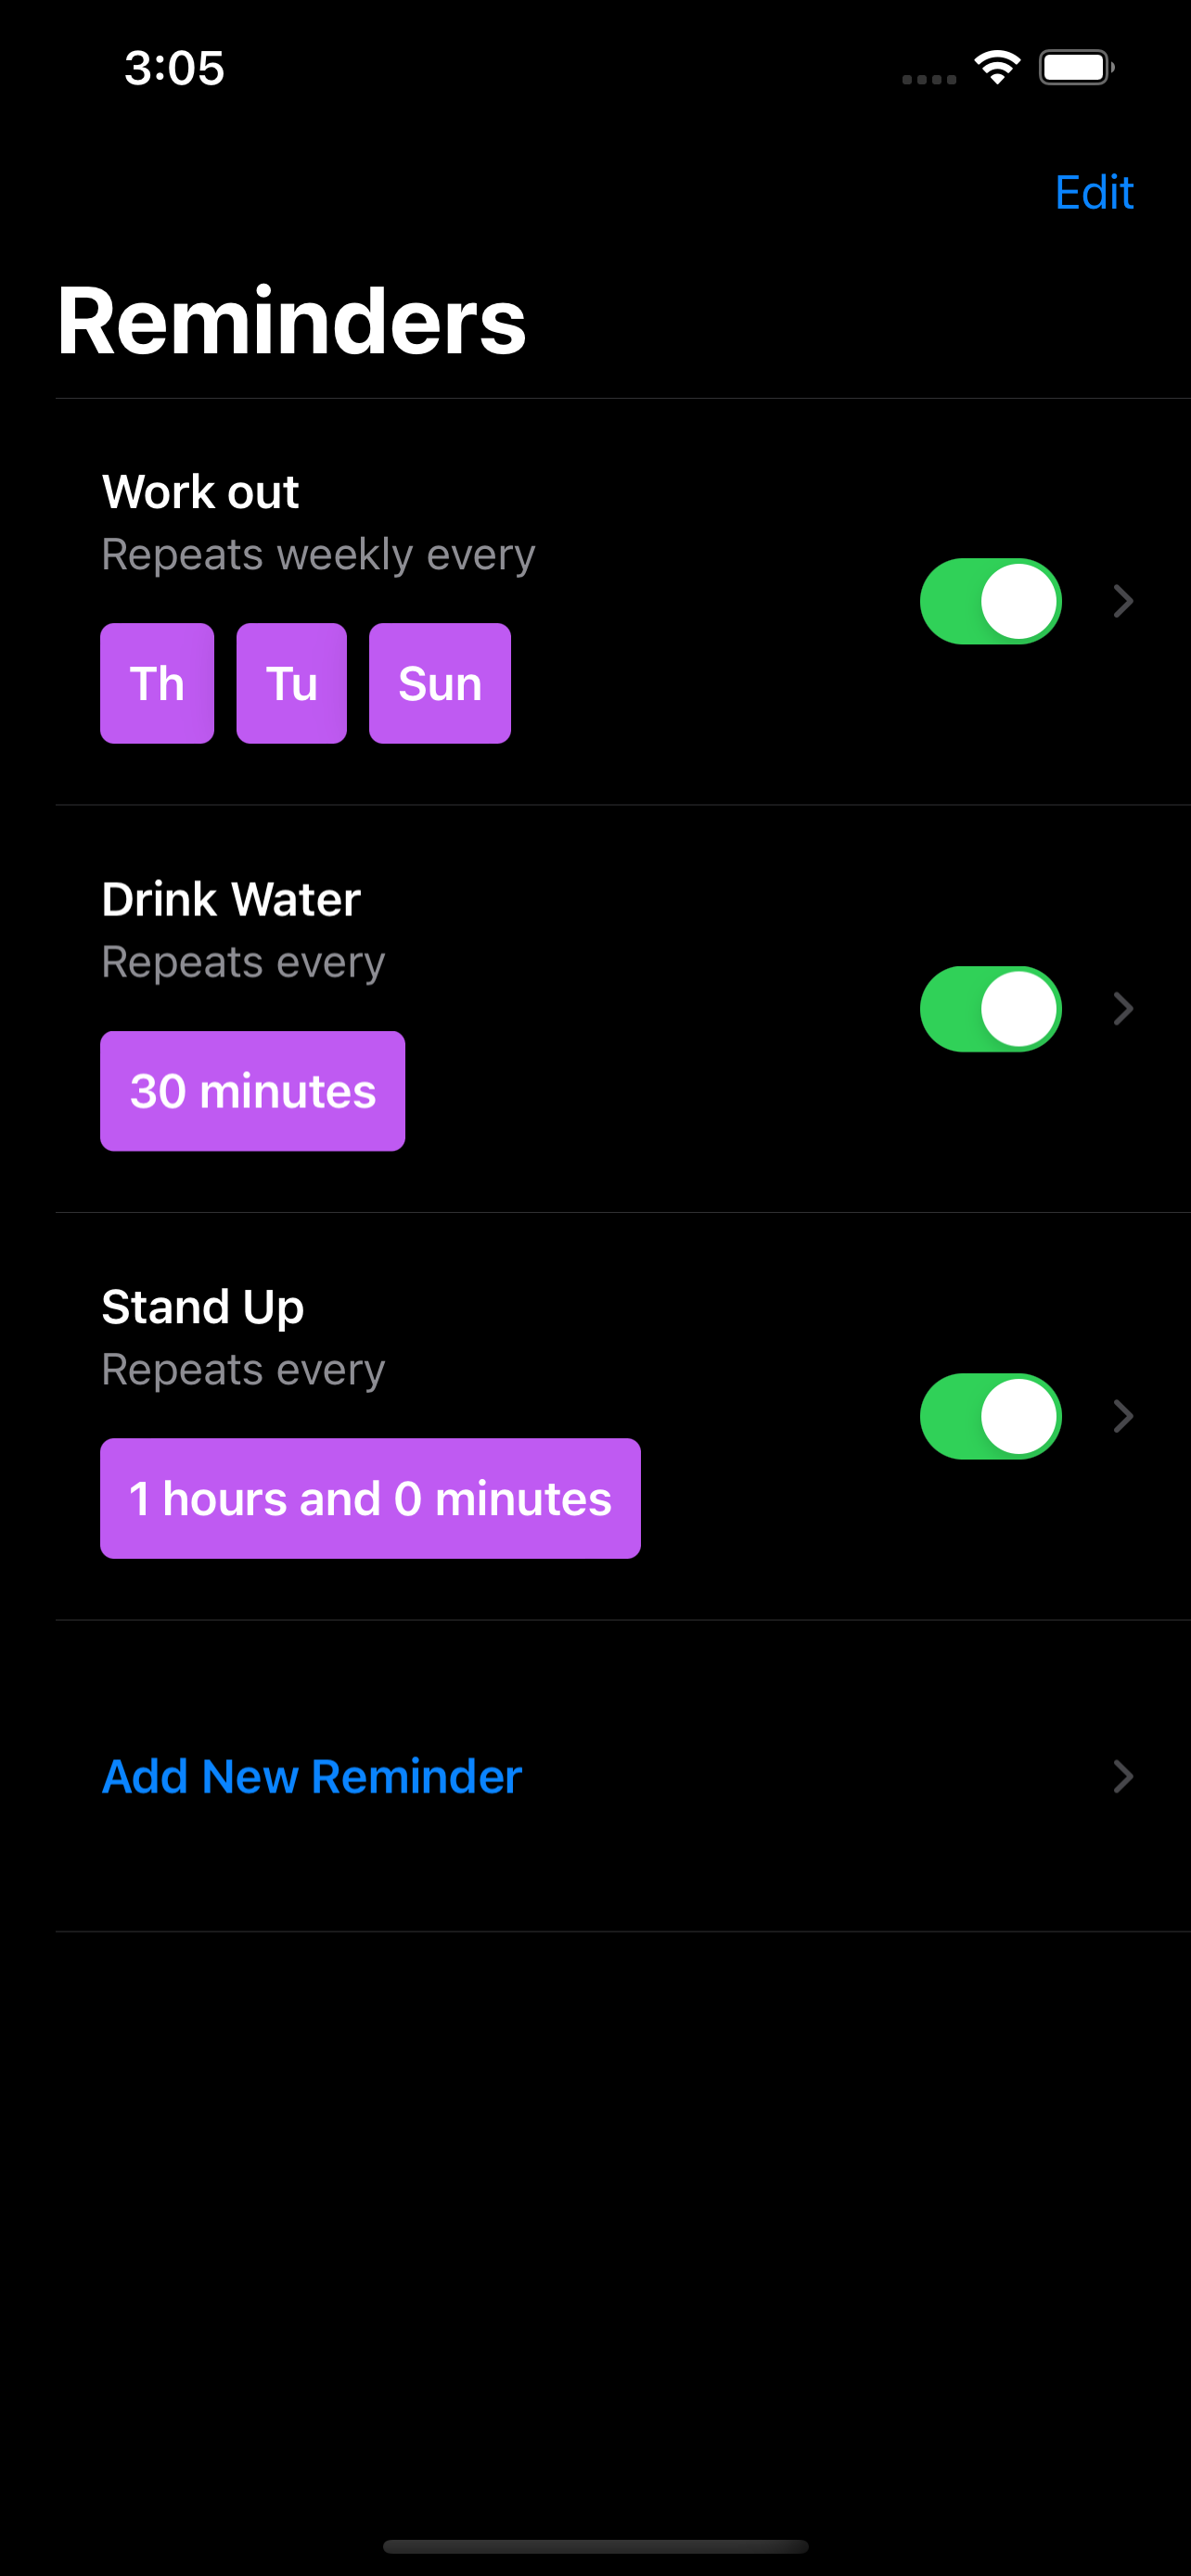 3:05
Edit
Reminders
Work out
Repeats weekly every
Th Tu Sun
Drink Water
Repeats every
30 minutes
Stand Up
Repeats every
1 hours and 0 minutes
Add New Reminder